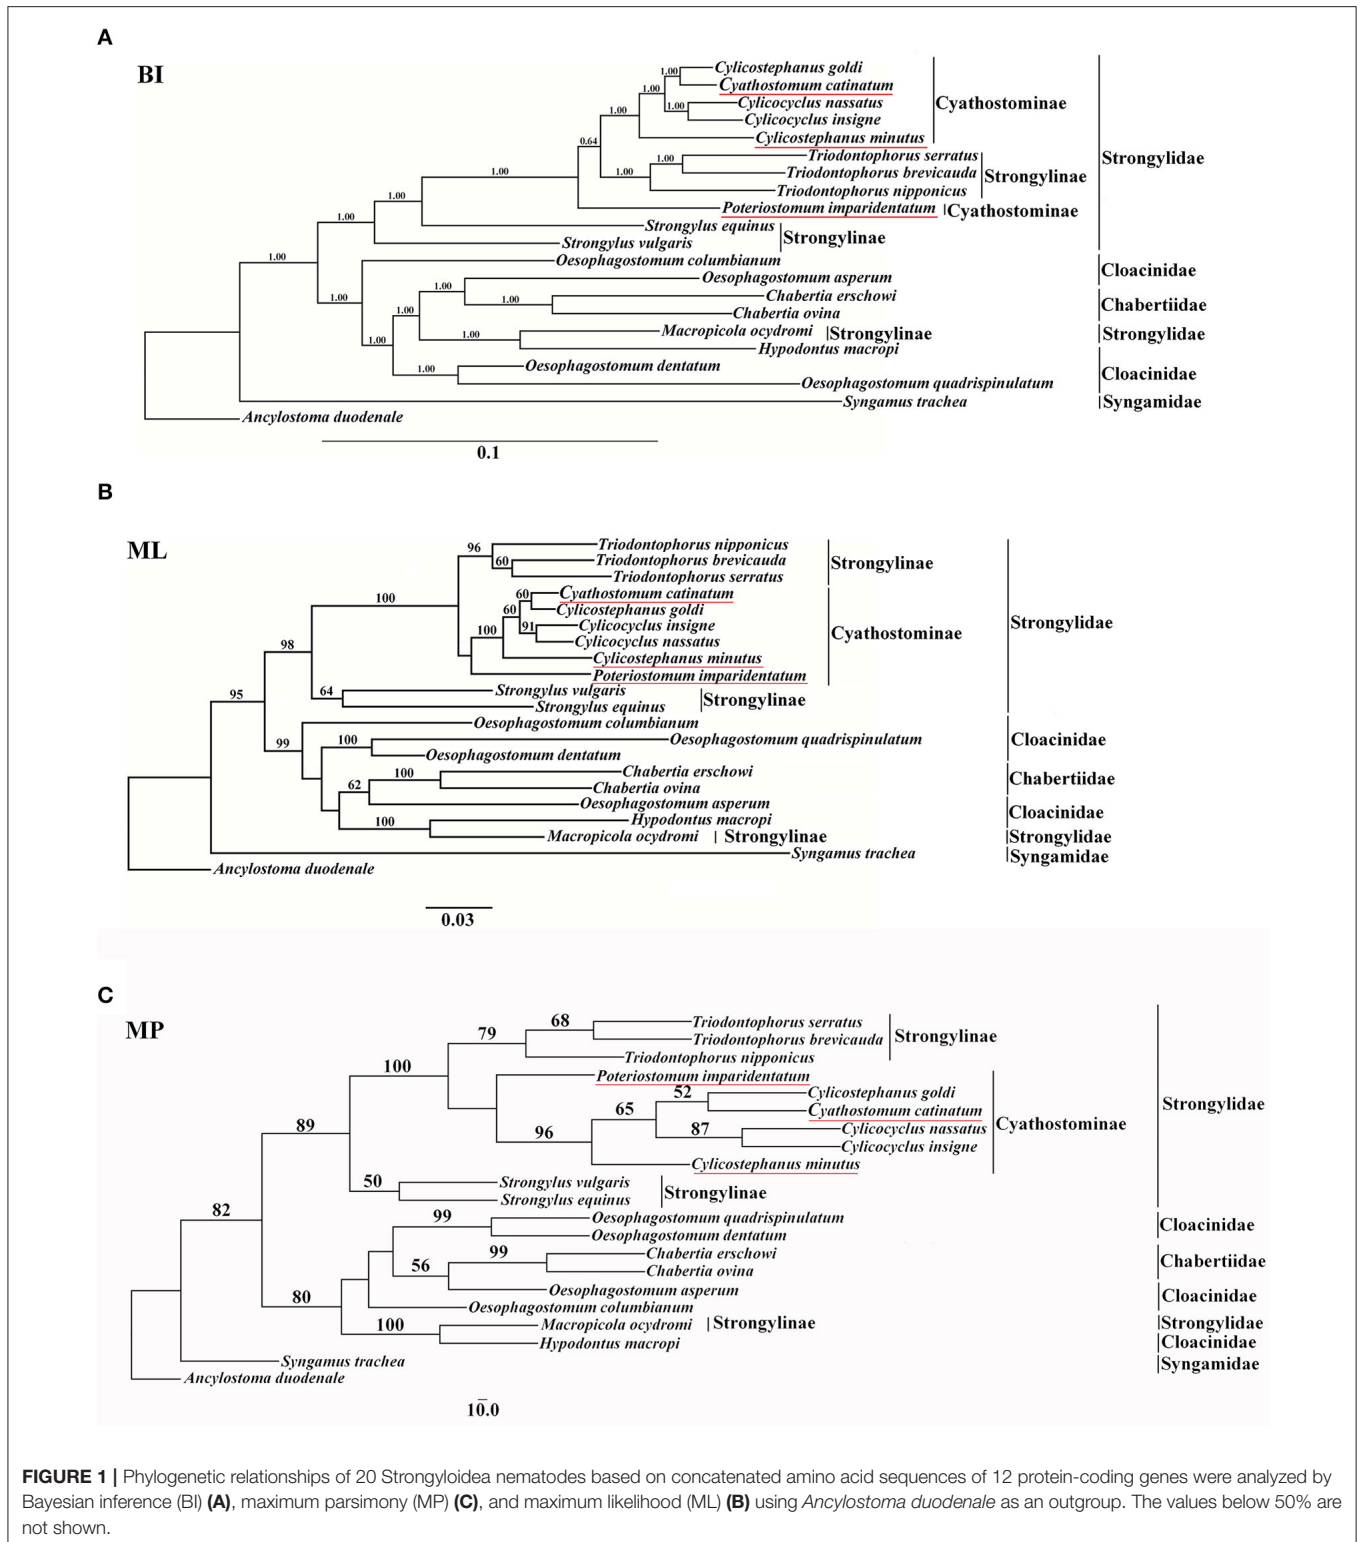 A
BI
1.00
Cylicostephanus goldi
1.00
Cyathostomum catinatum
1.00
Cylicocyclus nassatus
Cyathostominae
1.00
Cylicocyclus insigne
0.64
Cylicostephanus minutus
1.00
Triodontophorus serratus
Strongylidae
1.00
1.00
Triodontophorus brevicauda
Strongylinae
Triodontophorus nipponicus
1.00
Poteriostomum imparidentatum
Cyathostominae
1.00
Strongylus equinus
Strongylinae
Strongylus vulgaris
1.00
Oesophagostomum columbianum
Cloacinidae
Oesophagostomum asperum
1.00
1.00
Chabertia erschowi
1.00
Chabertiidae
1.00
Chabertia ovina
1.00
Macropicola ocydromi
Strongylinae
Strongylidae
1.00
Hypodontus macropi
1.00
Oesophagostomum dentatum
Cloacinidae
Oesophagostomum quadrispinulatum
Syngamus trachea
Syngamidae
Ancylostoma duodenale
0.1
B
ML
96
Triodontophorus nipponicus
60
Triodontophorus brevicauda
Strongylinae
Triodontophorus serratus
100
60
Cyathostomum catinatum
60
Cylicostephanus goldi
91
Cylicocyclus insigne
Strongylidae
100
Cylicocyclus nassatus
Cyathostominae
98
Cylicostephanus minutus
Poteriostomum imparidentatum
95
64
Strongylus vulgaris
Strongylinae
Strongylus equinus
Oesophagostomum columbianum
99
100
Oesophagostomum quadrispinulatum
Cloacinidae
Oesophagostomum dentatum
100
Chabertia erschowi
Chabertiidae
62
Chabertia ovina
Oesophagostomum asperum
Cloacinidae
100
Hypodontus macropi
Macropicola ocydromi
Strongylinae
Strongylidae
Syngamus trachea
Syngamidae
Ancylostoma duodenale
0.03
C
MP
68
Triodontophorus serratus
79
Triodontophorus brevicauda
Strongylinae
Triodontophorus nipponicus
100
Poteriostomum imparidentatum
52
Cylicostephanus goldi
65
Cyathostomum catinatum
Strongylidae
89
87
Cylicocyclus nassatus
Cyathostominae
96
Cylicocyclus insigne
Cylicostephanus minutus
50
Strongylus vulgaris
Strongylinae
Strongylus equinus
82
99
Oesophagostomum quadrispinulatum
Cloacinidae
Oesophagostomum dentatum
99
Chabertia erschowi
Chabertiidae
56
Chabertia ovina
Oesophagostomum asperum
Cloacinidae
80
Oesophagostomum columbianum
100
Macropicola ocydromi
Strongylinae
Strongylidae
Hypodontus macropi
Cloacinidae
Syngamus trachea
Syngamidae
Ancylostoma duodenale
10.0
FIGURE 1 | Phylogenetic relationships of 20 Strongyloidea nematodes based on concatenated amino acid sequences of 12 protein-coding genes were analyzed by
Bayesian inference (BI) (A), maximum parsimony (MP) (C), and maximum likelihood (ML) (B) using Ancylostoma duodenale as an outgroup. The values below 50% are
not shown.